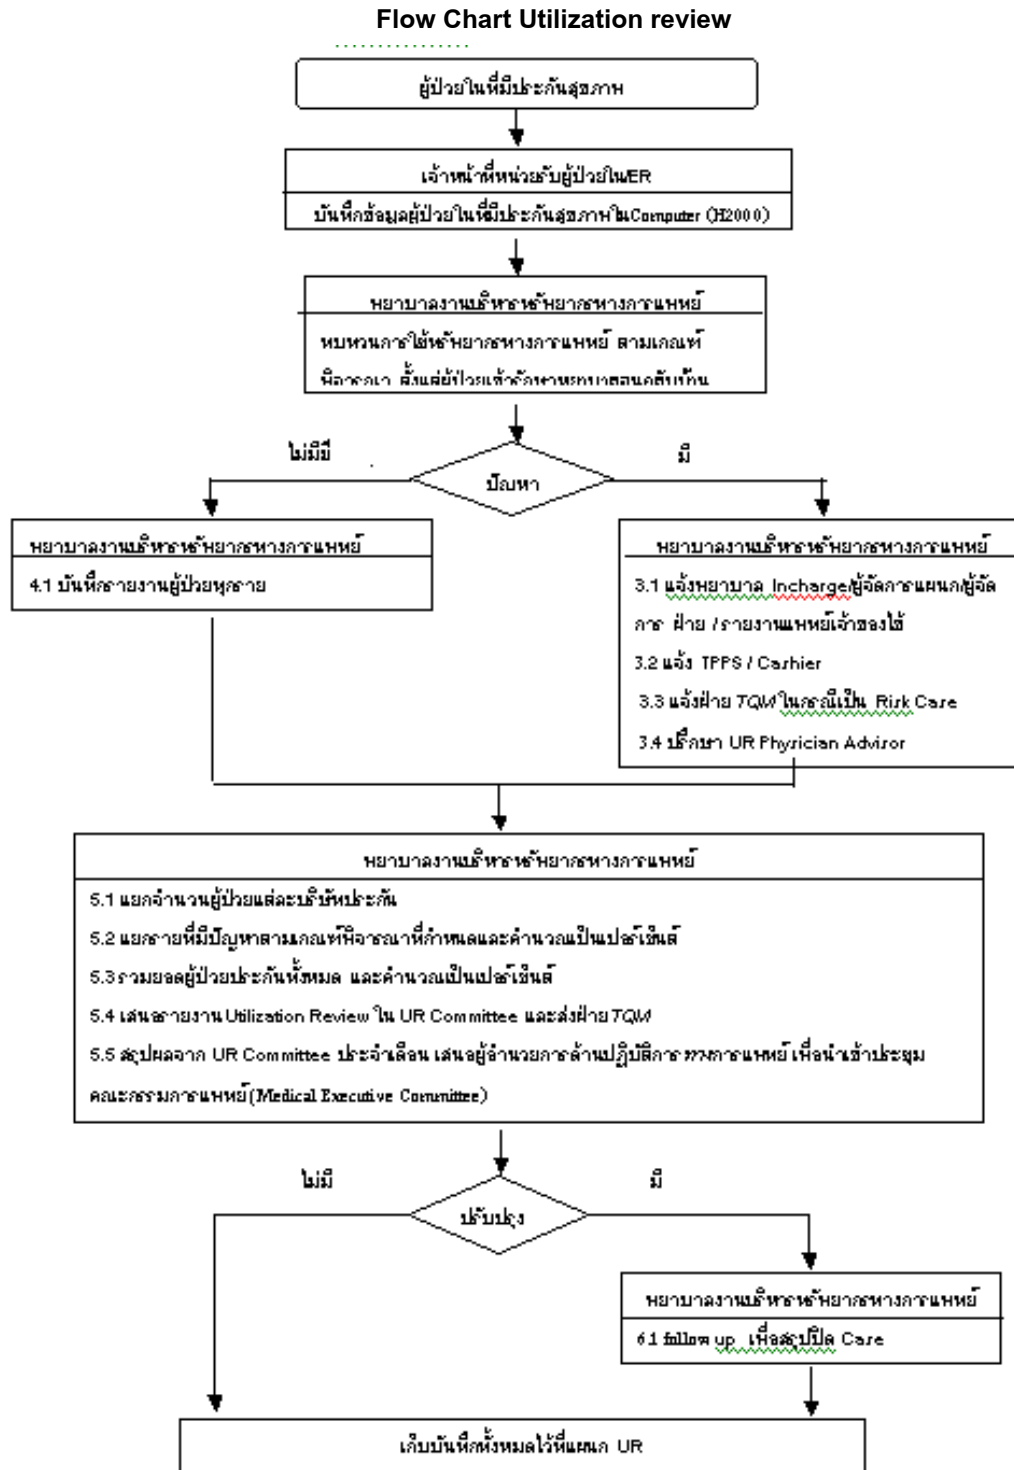 Flow Chart Utilization review
ผู้ป่วยในที่มีประกันสุขภาพ
เจ้าหน้าที่หน่วยรับผู้ป่วยใน/ER
บันทึกข้อมูลผู้ป่วยในที่มีประกันสุขภาพในComputer (H2000)
พยาบาลงานบริหารทรัพยากรทางการแพทย์
ทบทวนการใช้ทรัพยากรทางการแพทย์ ตามเกณฑ์
พิจารณา ตั้งแต่ผู้ป่วยเข้ารักษาพยาบาลจนกลับบ้าน
ไม่มีมี
ปัญหา
มี
พยาบาลงานบริหารทรัพยากรทางการแพทย์
4.1 บันทึกรายงานผู้ป่วยทุกราย
พยาบาลงานบริหารทรัพยากรทางการแพทย์
3.1 แจ้งพยาบาล Incharge/ผู้จัดการแผนก/ผู้จัด
การ ฝ่าย / รายงานแพทย์เจ้าของไข้
3.2 แจ้ง TPPS / Cashier
3.3 แจ้งฝ่าย TQM ในกรณีเป็น Risk Case
3.4 ปรึกษา UR Physician Advisor
พยาบาลงานบริหารทรัพยากรทางการแพทย์
5.1 แยกจำนวนผู้ป่วยแต่ละบริษัทประกัน
5.2 แยกรายที่มีปัญหาตามเกณฑ์พิจารณาที่กำหนดและคำนวณเป็นเปอร์เซ็นต์
5.3 รวมยอดผู้ป่วยประกันทั้งหมด และคำนวณเป็นเปอร์เซ็นต์
5.4 เสนอรายงาน Utilization Review ใน UR Committee และส่งฝ่าย TQM
5.5 สรุปผลจาก UR Committee ประจำเดือน เสนอผู้อำนวยการด้านปฏิบัติการทางการแพทย์ เพื่อนำเข้าประชุม
คณะกรรมการแพทย์ (Medical Executive Committee)
ไม่มี
ปรับปรุง
มี
พยาบาลงานบริหารทรัพยากรทางการแพทย์
6.1 follow up เพื่อสรุปปิด Case
เก็บบันทึกทั้งหมดไว้ที่แผนก UR